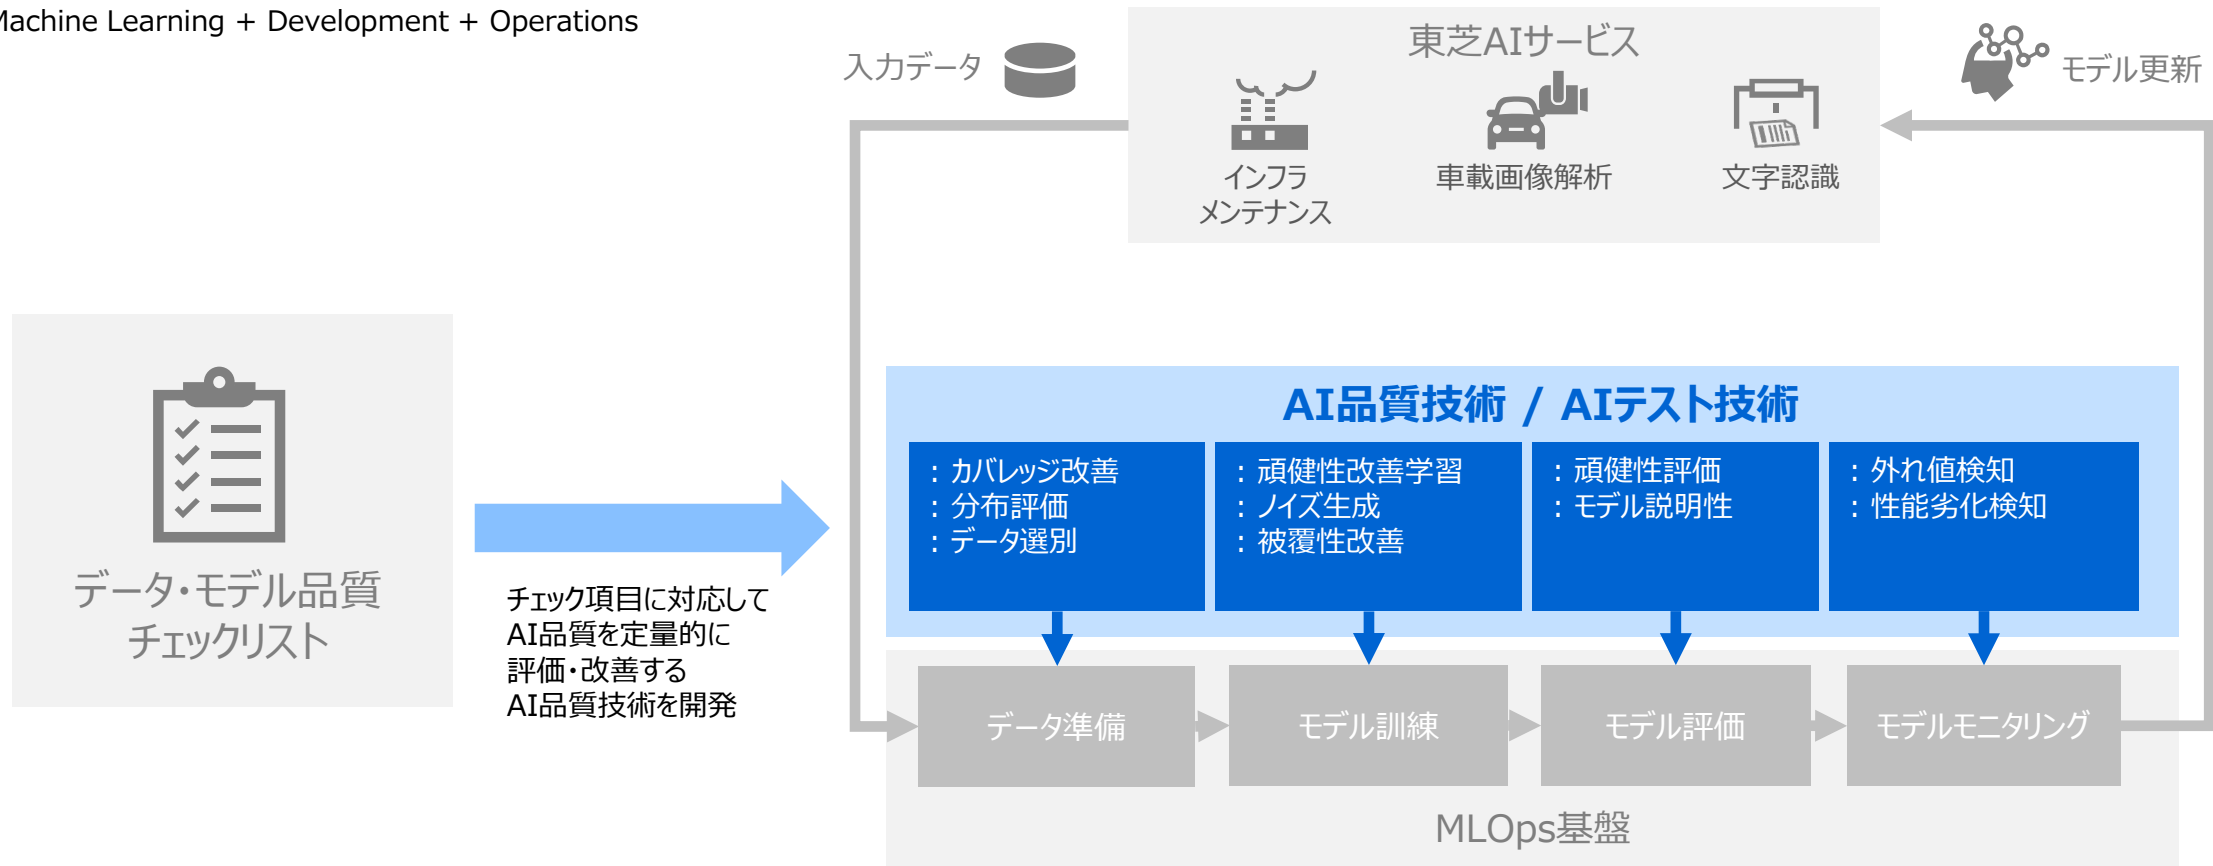 Machine Learning + Development + Operations
入力データ
東芝AIサービス
モデル更新
インフラ
メンテナンス
車載画像解析
文字認識
データ・モデル品質
チェックリスト
チェック項目に対応して
AI品質を定量的に
評価・改善する
AI品質技術を開発
AI品質技術 / AIテスト技術
：カバレッジ改善
：分布評価
：データ選別
：頑健性改善学習
：ノイズ生成
：被覆性改善
：頑健性評価
：モデル説明性
：外れ値検知
：性能劣化検知
データ準備
モデル訓練
モデル評価
モデルモニタリング
MLOps基盤